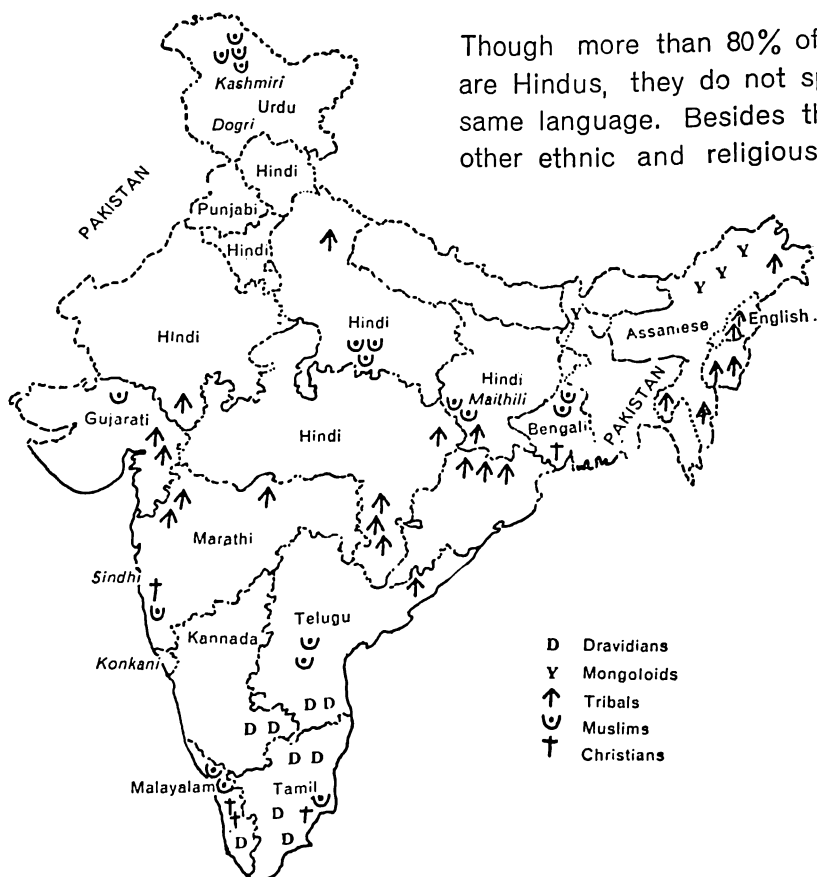 Though more than 80% of
are Hindus, they do not sp
same language. Besides th
other ethnic and religious
Kashmiri
Urdu
Dogri
Hindi
PAKISTAN
Punjabi
Hindi
Y
Y
Y
Y
Hindi
Hindi
Assamese
English
Hindi
Maithili
PAKISTAN
Gujarati
Hindi
Bengali
Marathi
Sindhi
Telugu
Kannada
Konkani
D D
D D
D D
Malayalam
Tamil
D
D
D
D Dravidians
Y Mongoloids
Tribals
Muslims
Christians